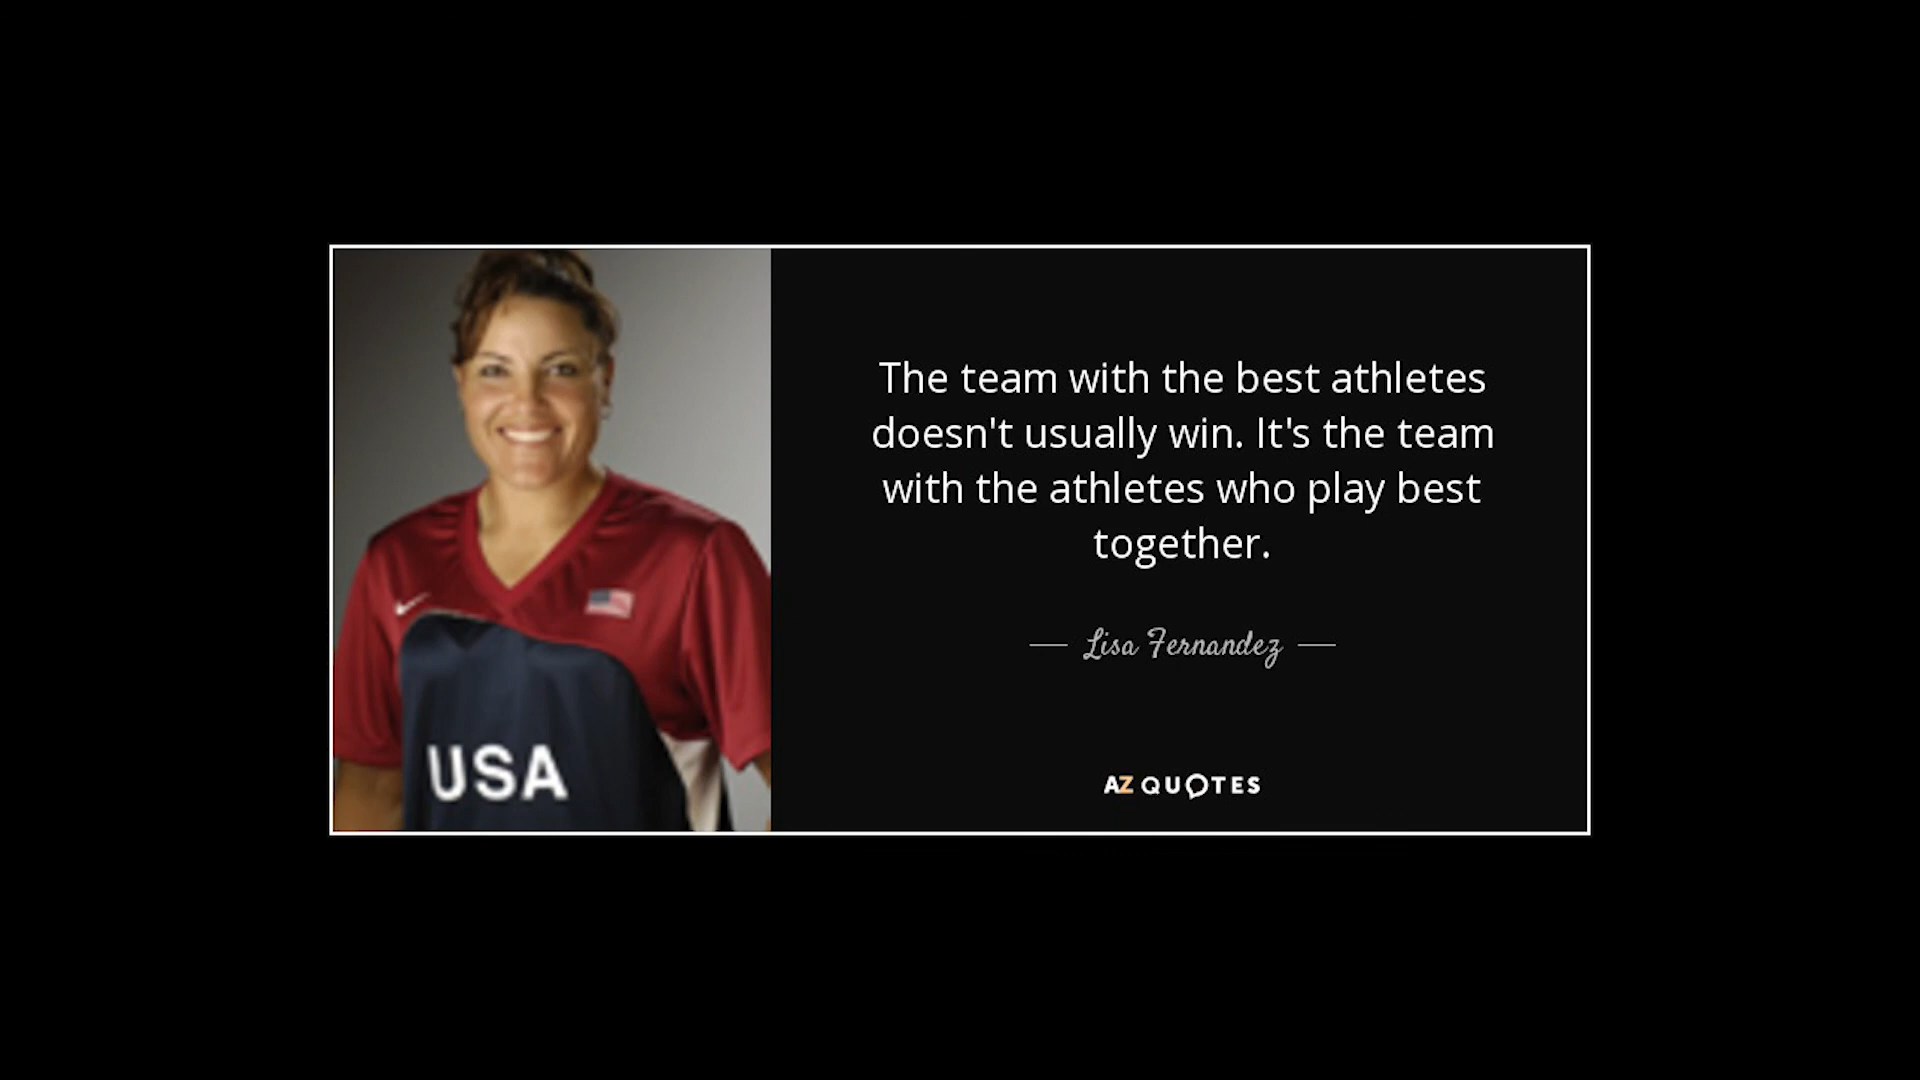 The team with the best athletes
doesn't usually win. It's the team
with the athletes who play best
together.
Lisa Fernandez
AZ QUOTES
USA